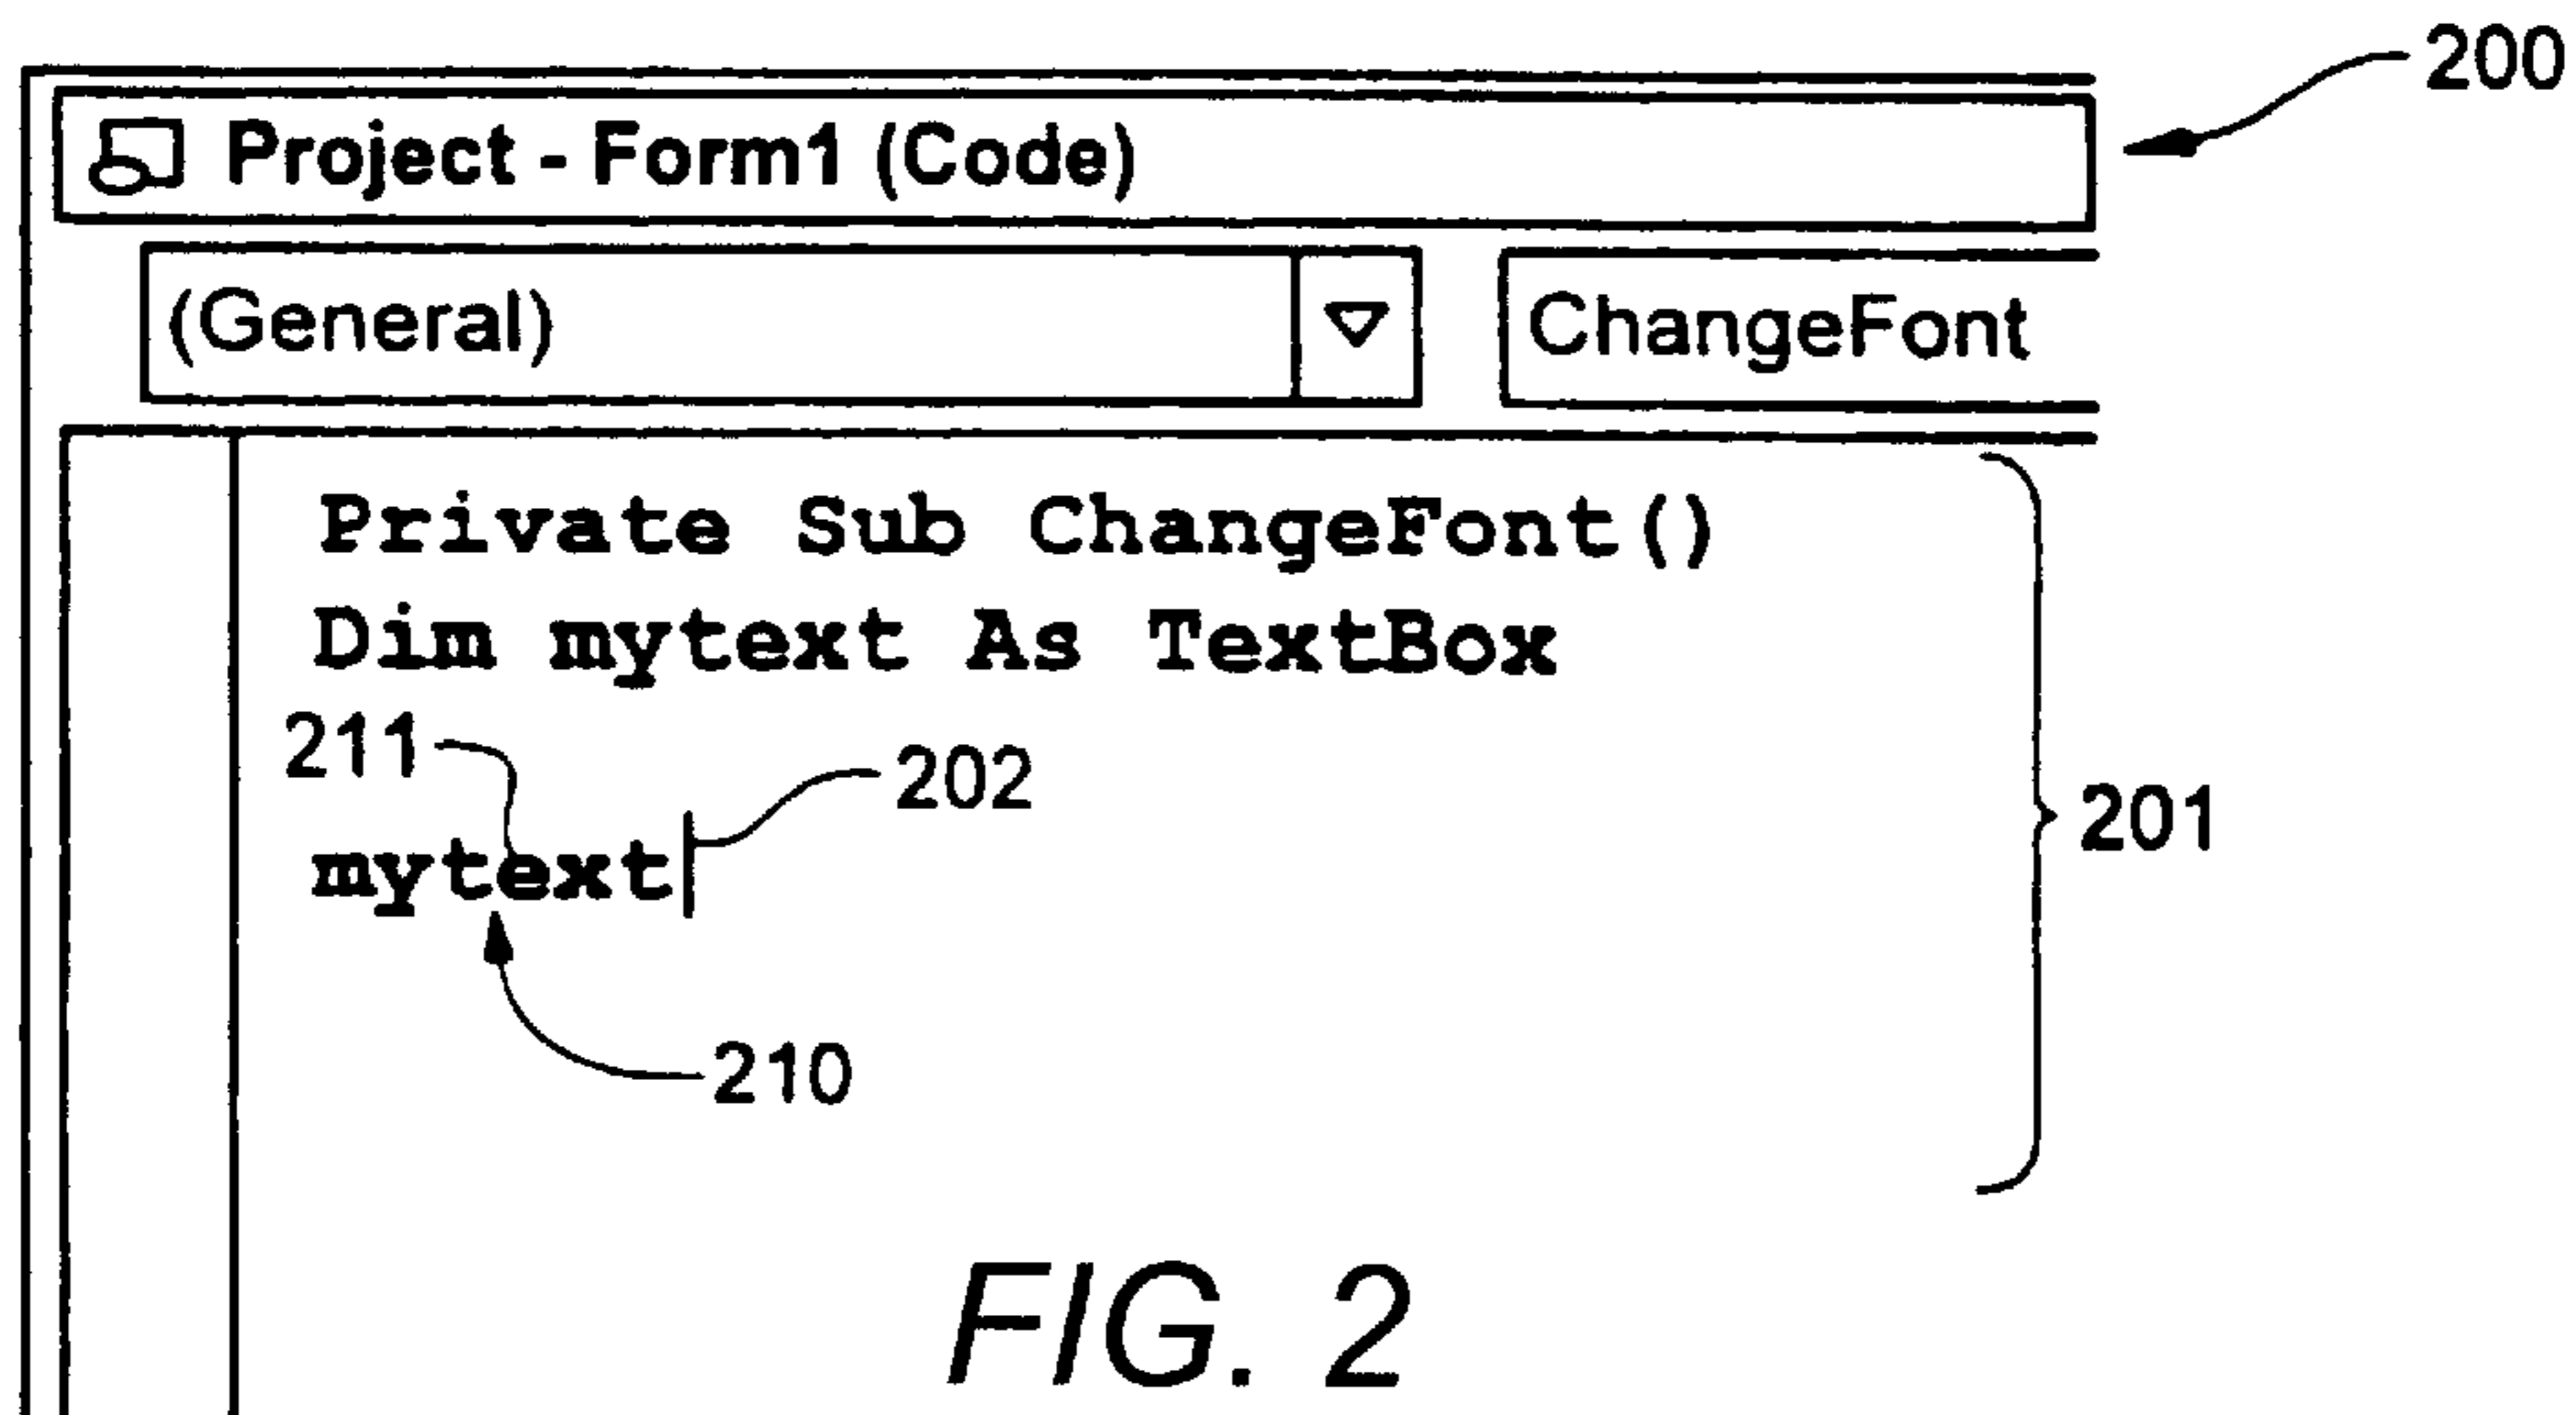 200
Project - Form1 (Code)
(General) ChangeFont
Private Sub ChangeFont()
Dim mytext As TextBox
211 202
mytext 201
210
FIG. 2